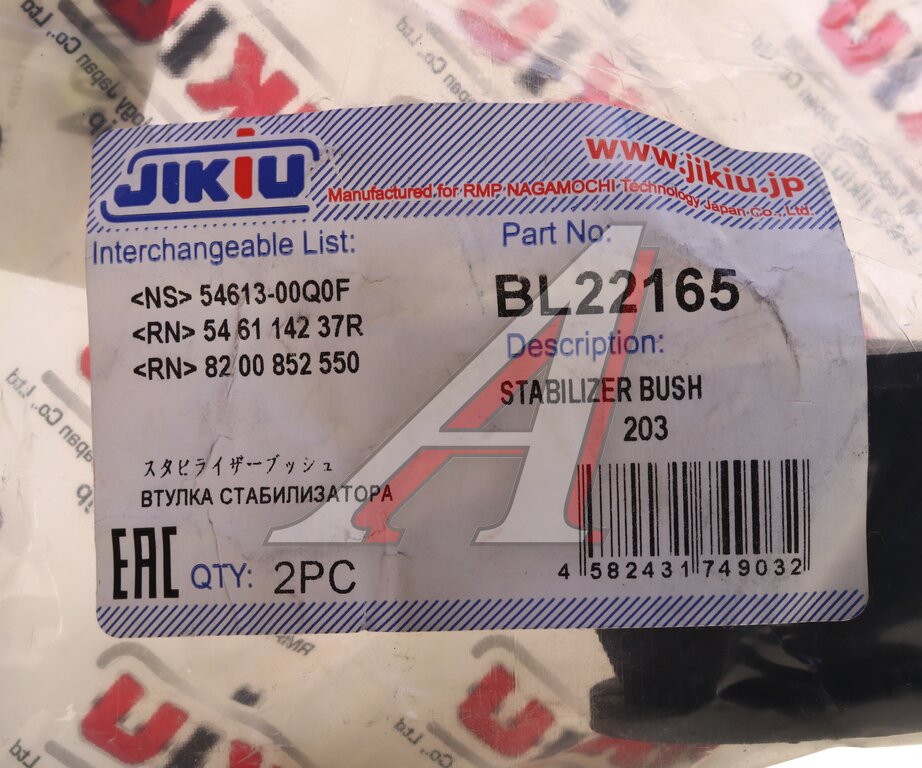 JIKIU
www.jikiu.jp
Manufactured for RMP NAGAMOCHI Technology Japan Co., Ltd.
Interchangeable List:
<NS> 54613-00Q0F
<RN> 54 61 142 37R
<RN> 82 00 852 550
Part No:
BL22165
Description:
STABILIZER BUSH
203
スタビライザーブッシュ
ВТУЛКА СТАБИЛИЗАТОРА
EAC QTY: 2PC
4 582431 749032